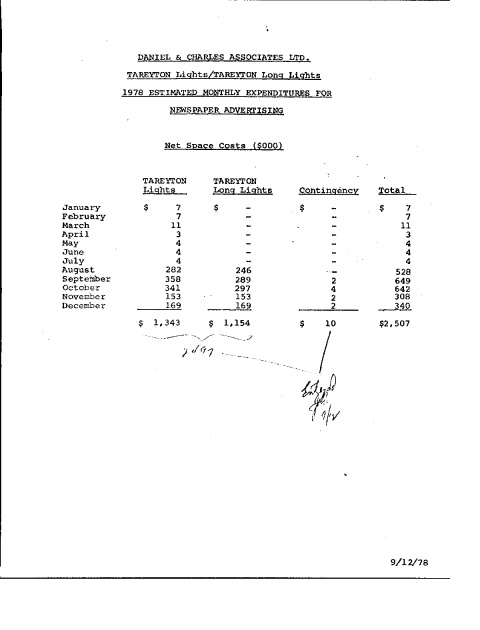 DANIEL & CHARLES ASSOCIATES LTD.
TAREYTON Lights/TAREYTON Long Lights
1978 ESTIMATED MONTHLY EXPENDITURES FOR
NEWSPAPER ADVERTISING
Net Space Costs ($000)
TAREYTON TAREYTON
Lights Long Lights Contingency Total
January $ 7 $ - $ - $ 7
February 7 - - 7
March 11 - - 11
April 3 - - 3
May 4 - - 4
June 4 - - 4
July 4 - - 4
August 282 246 - 528
September 358 289 2 649
October 341 297 4 642
November 153 153 2 308
December 169 169 2 340
$ 1,343 $ 1,154 $ 10 $2,507
9/12
9/12/78